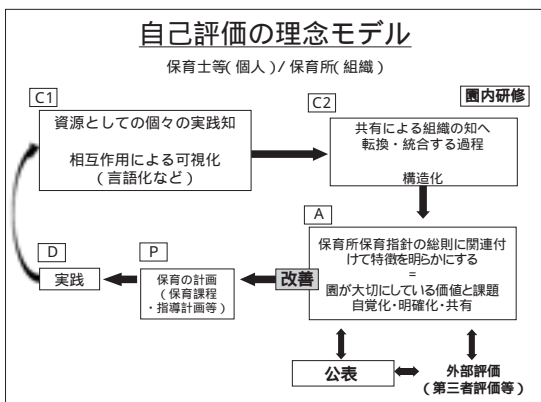 自己評価の理念モデル
保育士等(個人)/保育所(組織)
C1
資源としての個々の実践知
相互作用による可視化
(言語化など)
C2
園内研修
共有による組織の知へ
転換・統合する過程
構造化
A
保育所保育指針の総則に関連付
けて特徴を明らかにする
=
園が大切にしている価値と課題
自覚化・明確化・共有
改善
P
保育の計画
(保育課程
・指導計画等)
D
実践
公表
外部評価
(第三者評価等)